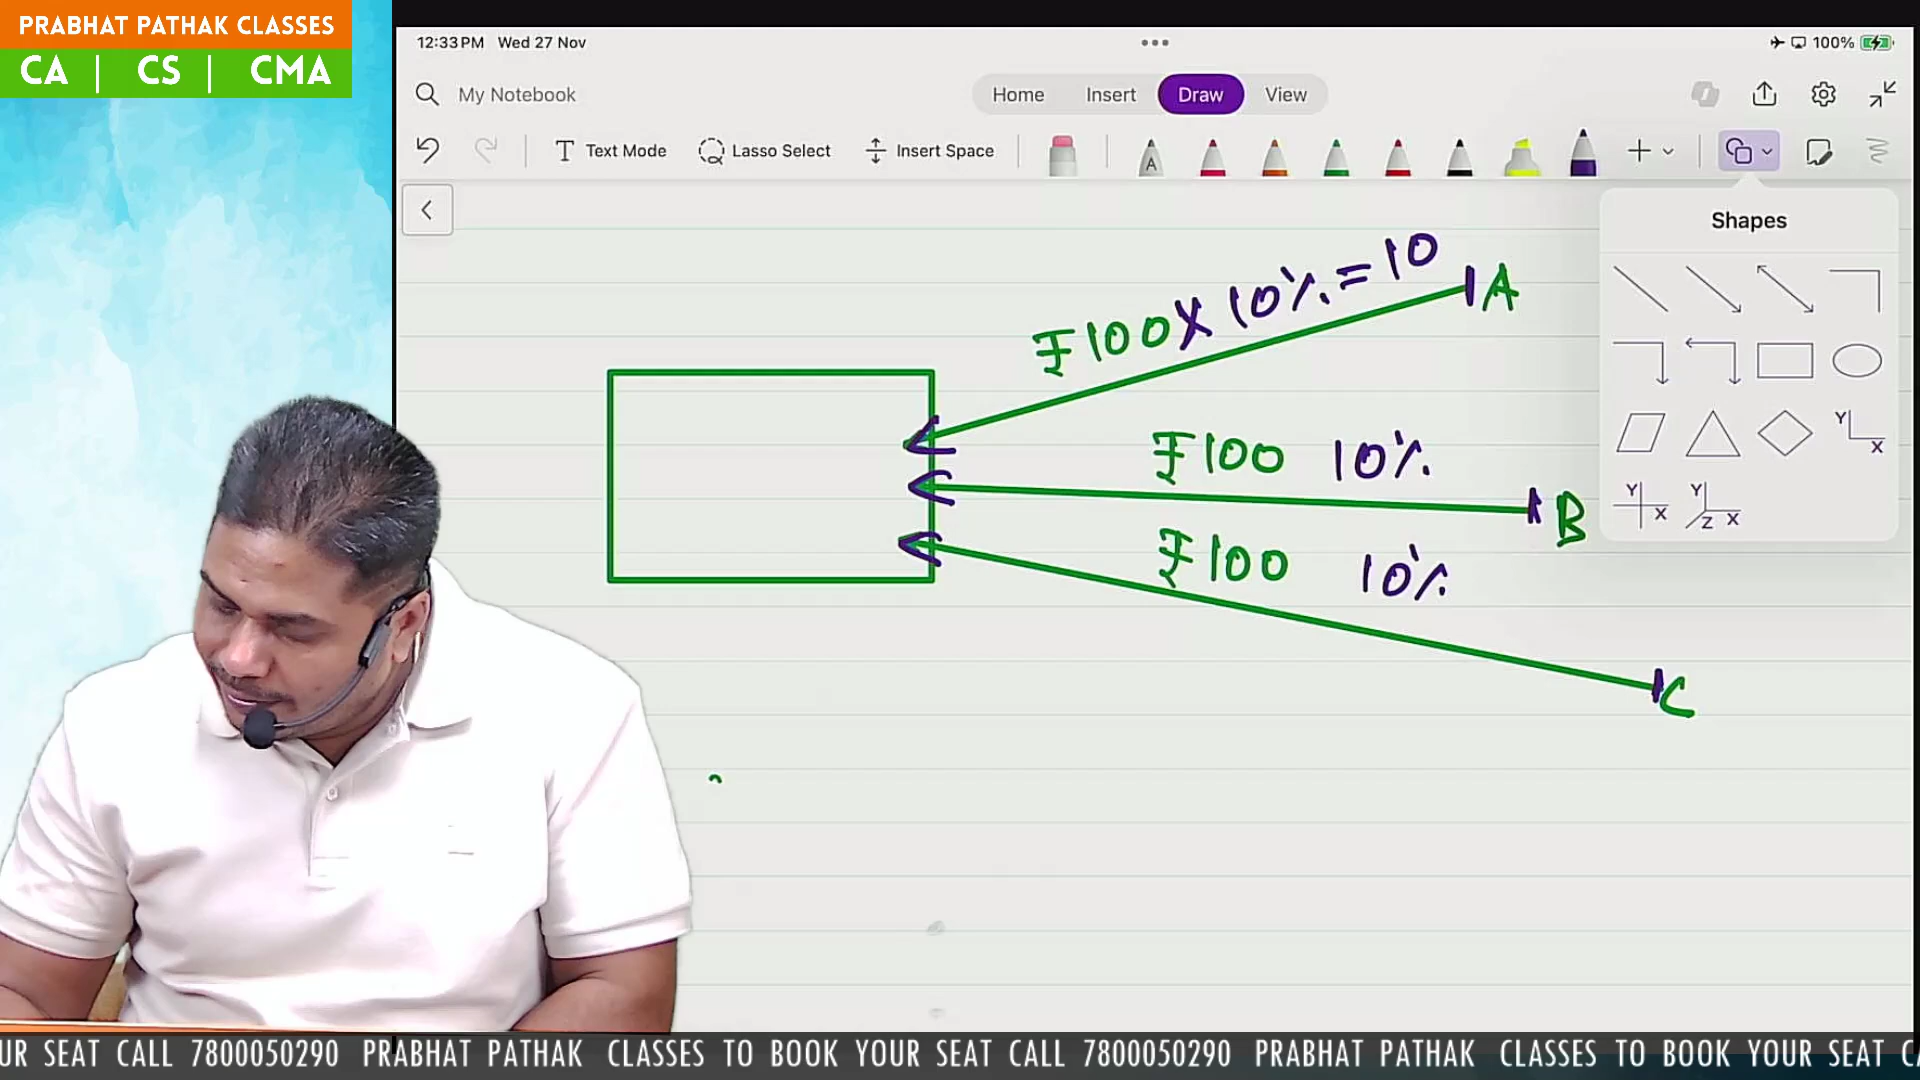 PRABHAT PATHAK CLASSES
CA | CS | CMA
12:33 PM Wed 27 Nov
100%
My Notebook
Home Insert Draw View
Text Mode Lasso Select Insert Space
A
Shapes
Y X
Y X Y Z X
₹100 X 10% = 10 A
₹100 10% B
₹100 10% C
UR SEAT CALL 7800050290 PRABHAT PATHAK CLASSES TO BOOK YOUR SEAT CALL 7800050290 PRABHAT PATHAK CLASSES TO BOOK YOUR SEAT CA